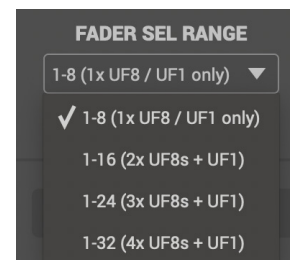 FADER SEL RANGE
1-8 (1x UF8 / UF1 only)
1-8 (1x UF8 / UF1 only)
1-16 (2x UF8s + UF1)
1-24 (3x UF8s + UF1)
1-32 (4x UF8s + UF1)